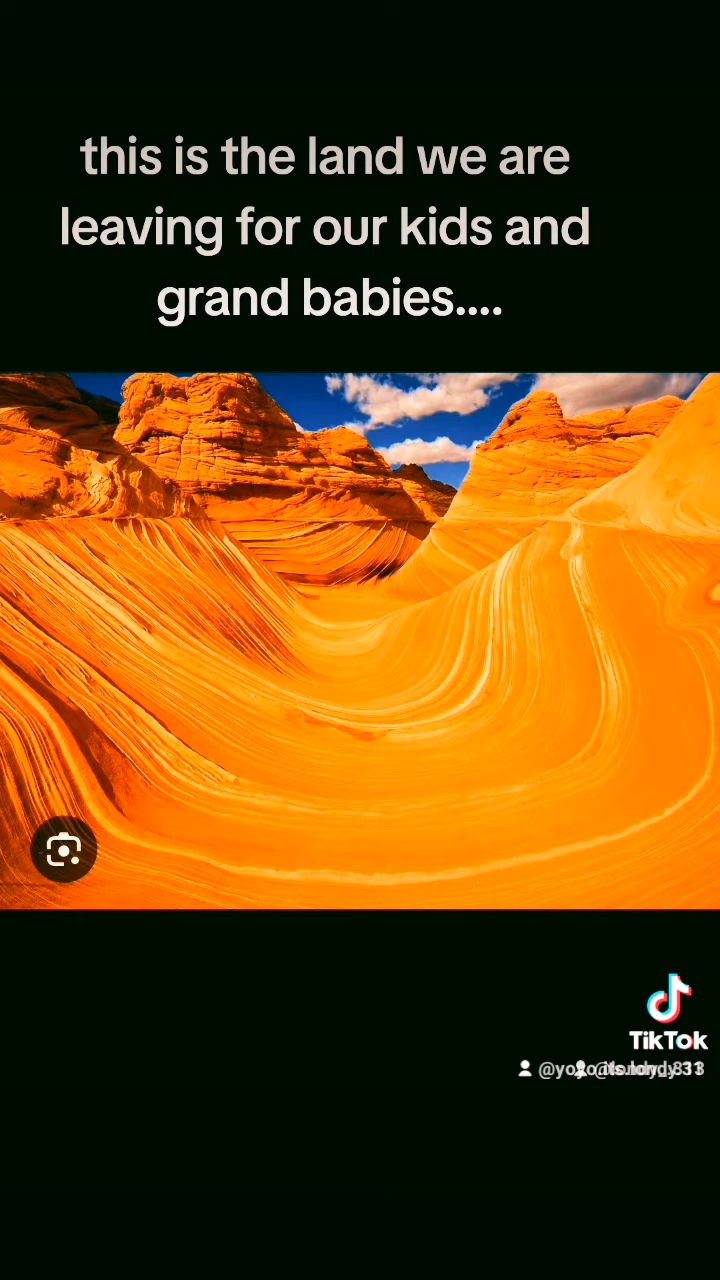 this is the land we are
leaving for our kids and
grand babies....
TikTok